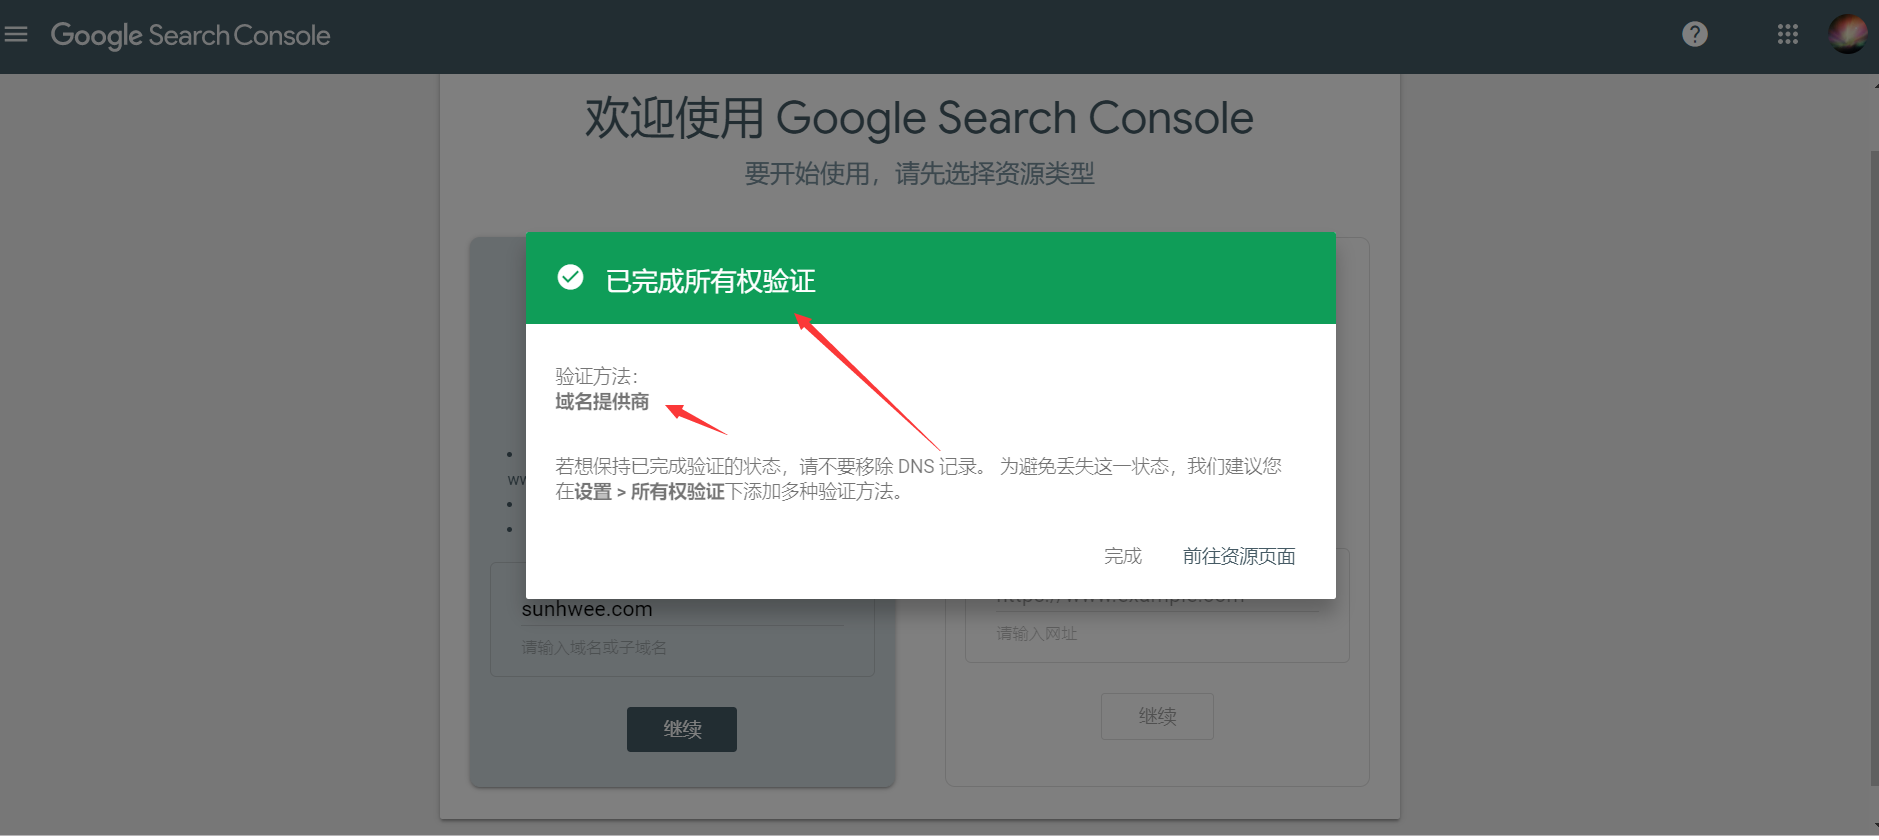 Google Search Console
欢迎使用 Google Search Console
要开始使用，请先选择资源类型
已完成所有权验证
验证方法：
域名提供商
若想保持已完成验证的状态，请不要移除 DNS 记录。 为避免丢失这一状态，我们建议您
在设置 > 所有权验证下添加多种验证方法。
完成 前往资源页面
sunhwee.com
请输入域名或子域名
继续
https://www.example.com
请输入网址
继续